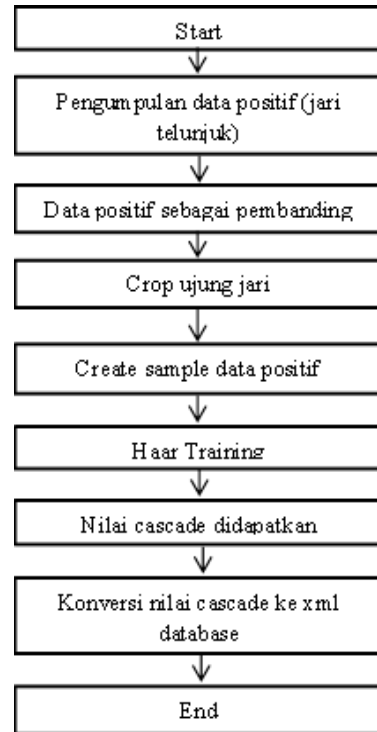 Start
Pengumpulan data positif (jari
telunjuk)
Data positif sebagai pembanding
Crop ujung jari
Create sample data positif
Haar Training
Nilai cascade didapatkan
Konversi nilai cascade ke xml
database
End